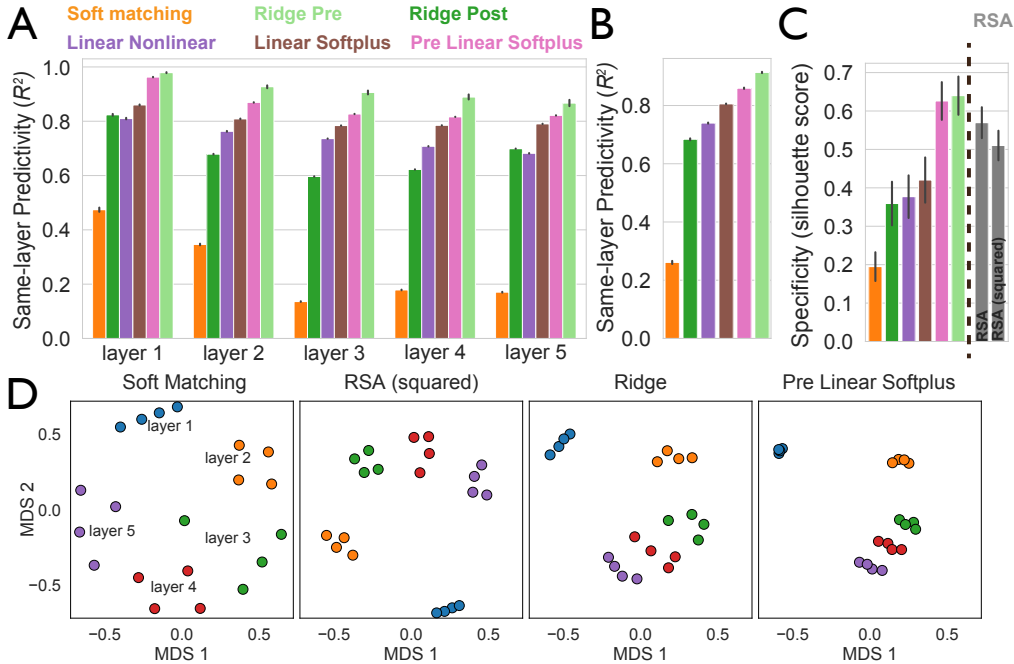 A
Soft matching Ridge Pre Ridge Post
Linear Nonlinear Linear Softplus Pre Linear Softplus
Same-layer Predictivity (R²)
1.0
0.8
0.6
0.4
0.2
0.0
layer 1 layer 2 layer 3 layer 4 layer 5
B
Same-layer Predictivity (R²)
0.8
0.6
0.4
0.2
0.0
C
RSA
Specificity (silhouette score)
0.7
0.6
0.5
0.4
0.3
0.2
0.1
0.0
RSA
RSA (squared)
D
Soft Matching RSA (squared) Ridge Pre Linear Softplus
MDS 2
0.5
0.0
−0.5
layer 1
layer 2
layer 5
layer 3
layer 4
−0.5 0.0 0.5 −0.5 0.0 0.5 −0.5 0.0 0.5 −0.5 0.0 0.5
MDS 1 MDS 1 MDS 1 MDS 1